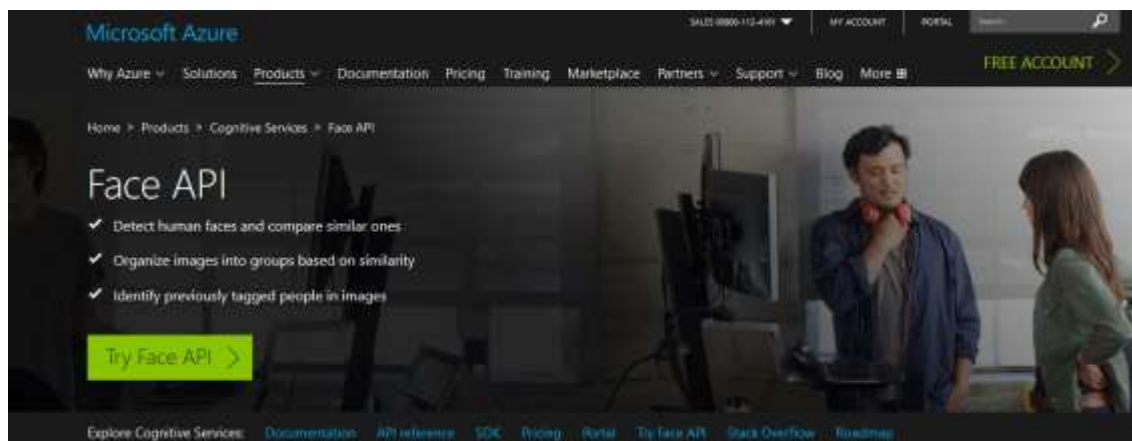 Microsoft Azure
MY ACCOUNT
PORTAL
Why Azure Solutions Products Documentation Pricing Training Marketplace Partners Support Blog More
FREE ACCOUNT
Home > Products > Cognitive Services > Face API
Face API
Detect human faces and compare similar ones
Organize images into groups based on similarity
Identify previously tagged people in images
Try Face API
Explore Cognitive Services: Documentation API reference SDK Pricing Portal Try Face API Stack Overflow Roadmap